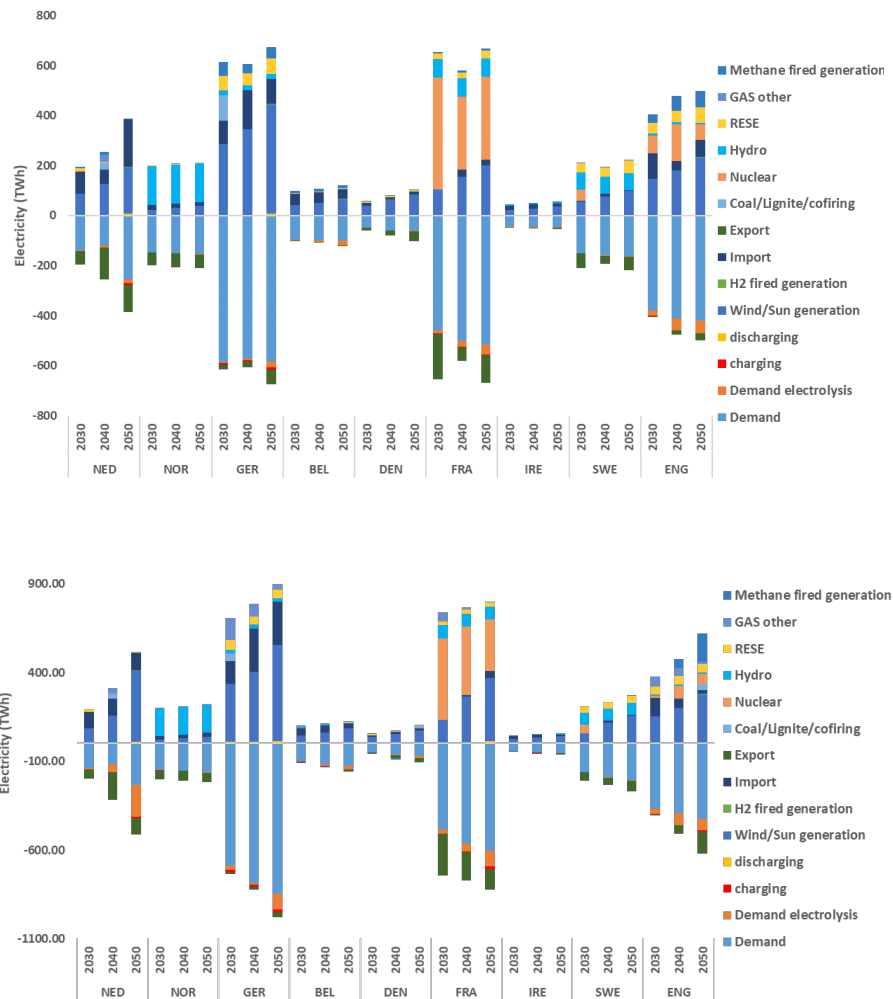 800
600
400
200
0
-200
-400
-600
-800
Electricity (TWh)
2030 2040 2050 2030 2040 2050 2030 2040 2050 2030 2040 2050 2030 2040 2050 2030 2040 2050 2030 2040 2050 2030 2040 2050 2030 2040 2050
NED NOR GER BEL DEN FRA IRE SWE ENG
Methane fired generation
GAS other
RESE
Hydro
Nuclear
Coal/Lignite/cofiring
Export
Import
H2 fired generation
Wind/Sun generation
discharging
charging
Demand electrolysis
Demand
900.00
400.00
-100.00
-600.00
-1100.00
Electricity (TWh)
2030 2040 2050 2030 2040 2050 2030 2040 2050 2030 2040 2050 2030 2040 2050 2030 2040 2050 2030 2040 2050 2030 2040 2050 2030 2040 2050
NED NOR GER BEL DEN FRA IRE SWE ENG
Methane fired generation
GAS other
RESE
Hydro
Nuclear
Coal/Lignite/cofiring
Export
Import
H2 fired generation
Wind/Sun generation
discharging
charging
Demand electrolysis
Demand